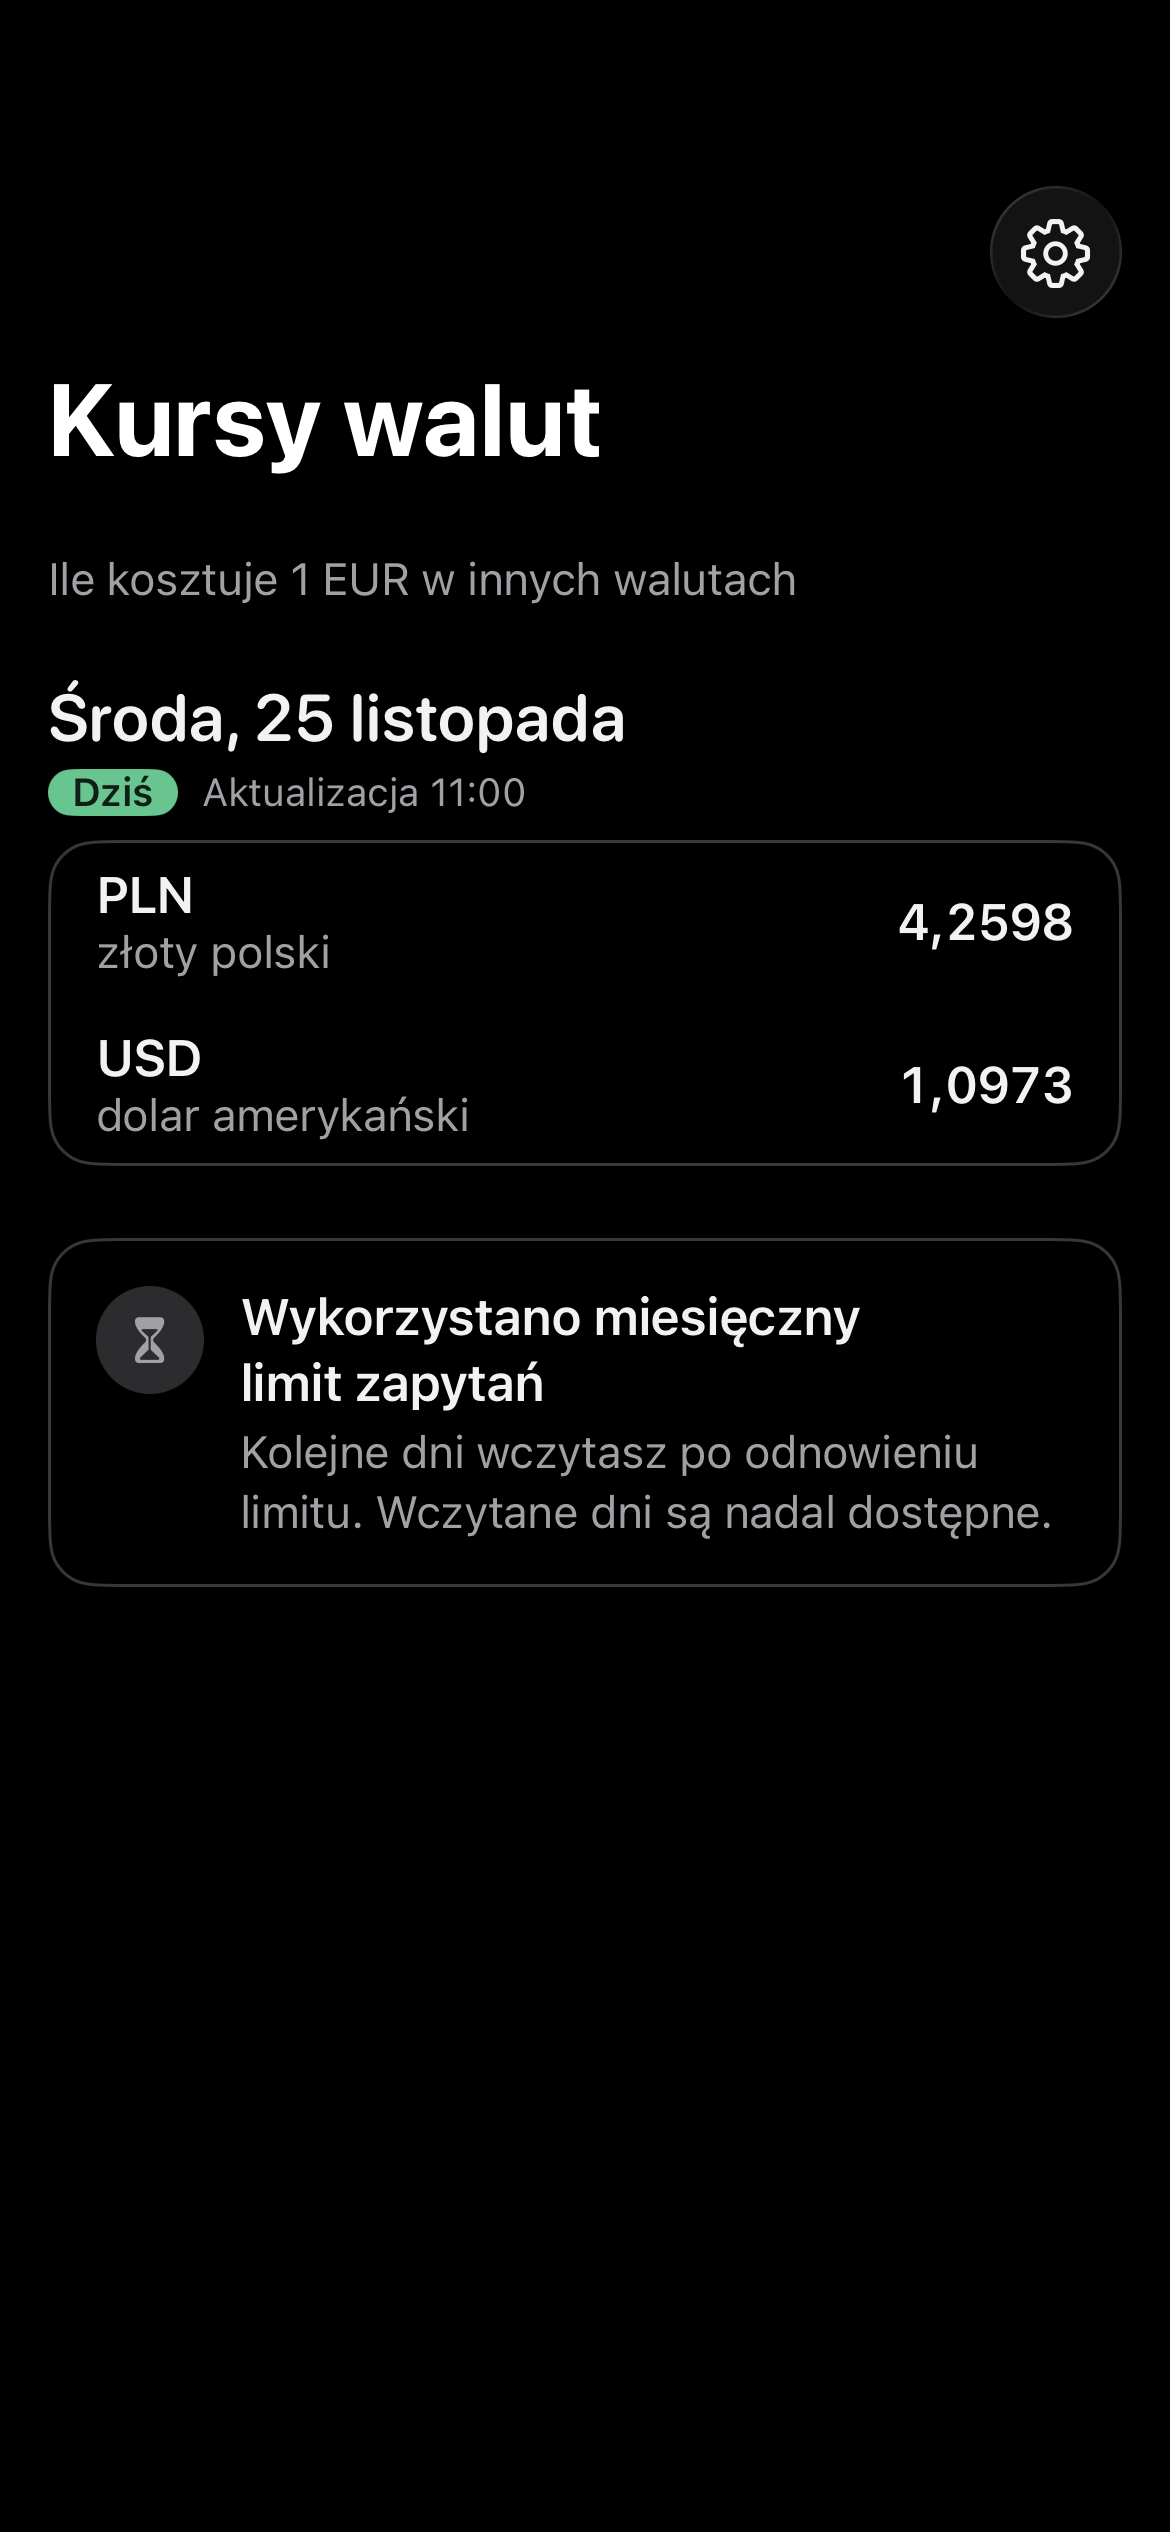 Kursy walut
Ile kosztuje 1 EUR w innych walutach
Środa, 25 listopada
Dziś Aktualizacja 11:00
PLN
złoty polski
4,2598
USD
dolar amerykański
1,0973
Wykorzystano miesięczny
limit zapytań
Kolejne dni wczytasz po odnowieniu
limitu. Wczytane dni są nadal dostępne.